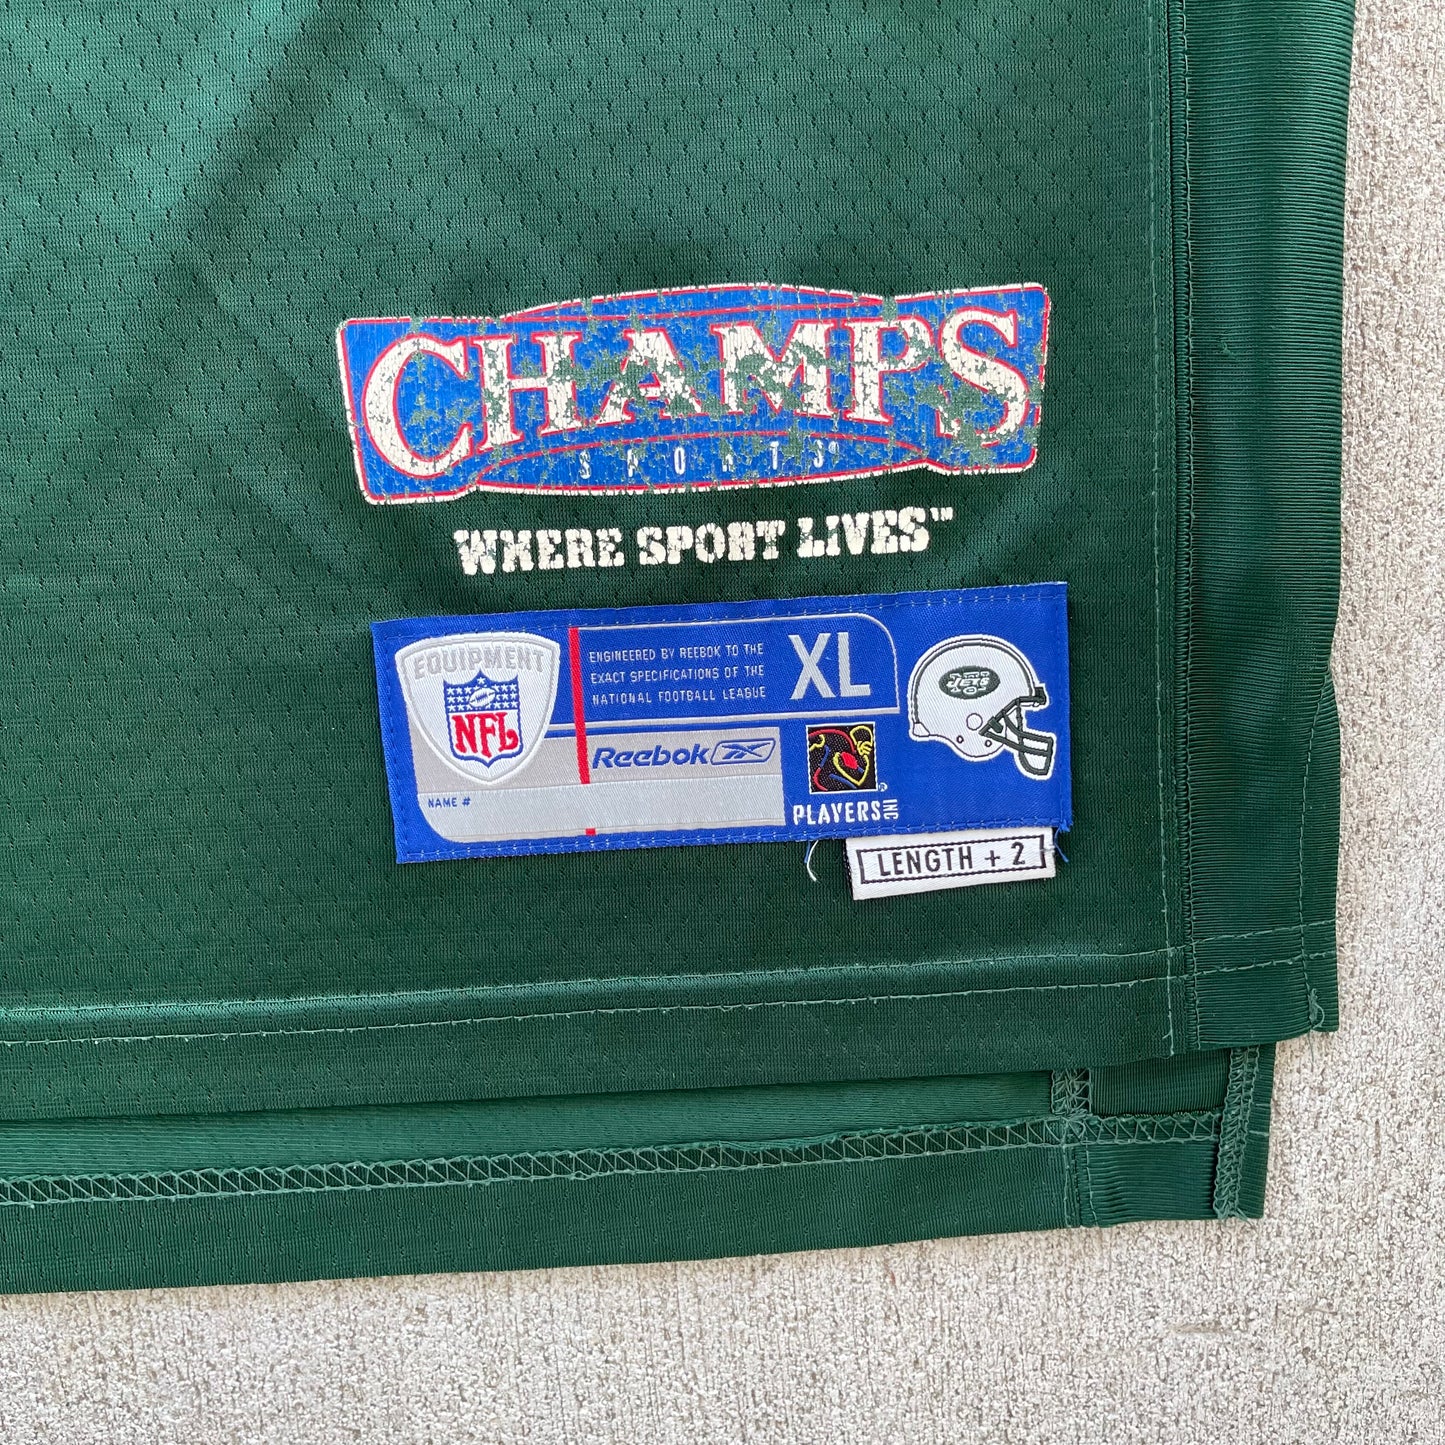 CHAMPS
SPORTS
WHERE SPORT LIVES™
EQUIPMENT
NFL
ENGINEERED BY REEBOK TO THE
EXACT SPECIFICATIONS OF THE
NATIONAL FOOTBALL LEAGUE
XL
Reebok
NAME #
PLAYERS INC
JETS
LENGTH + 2